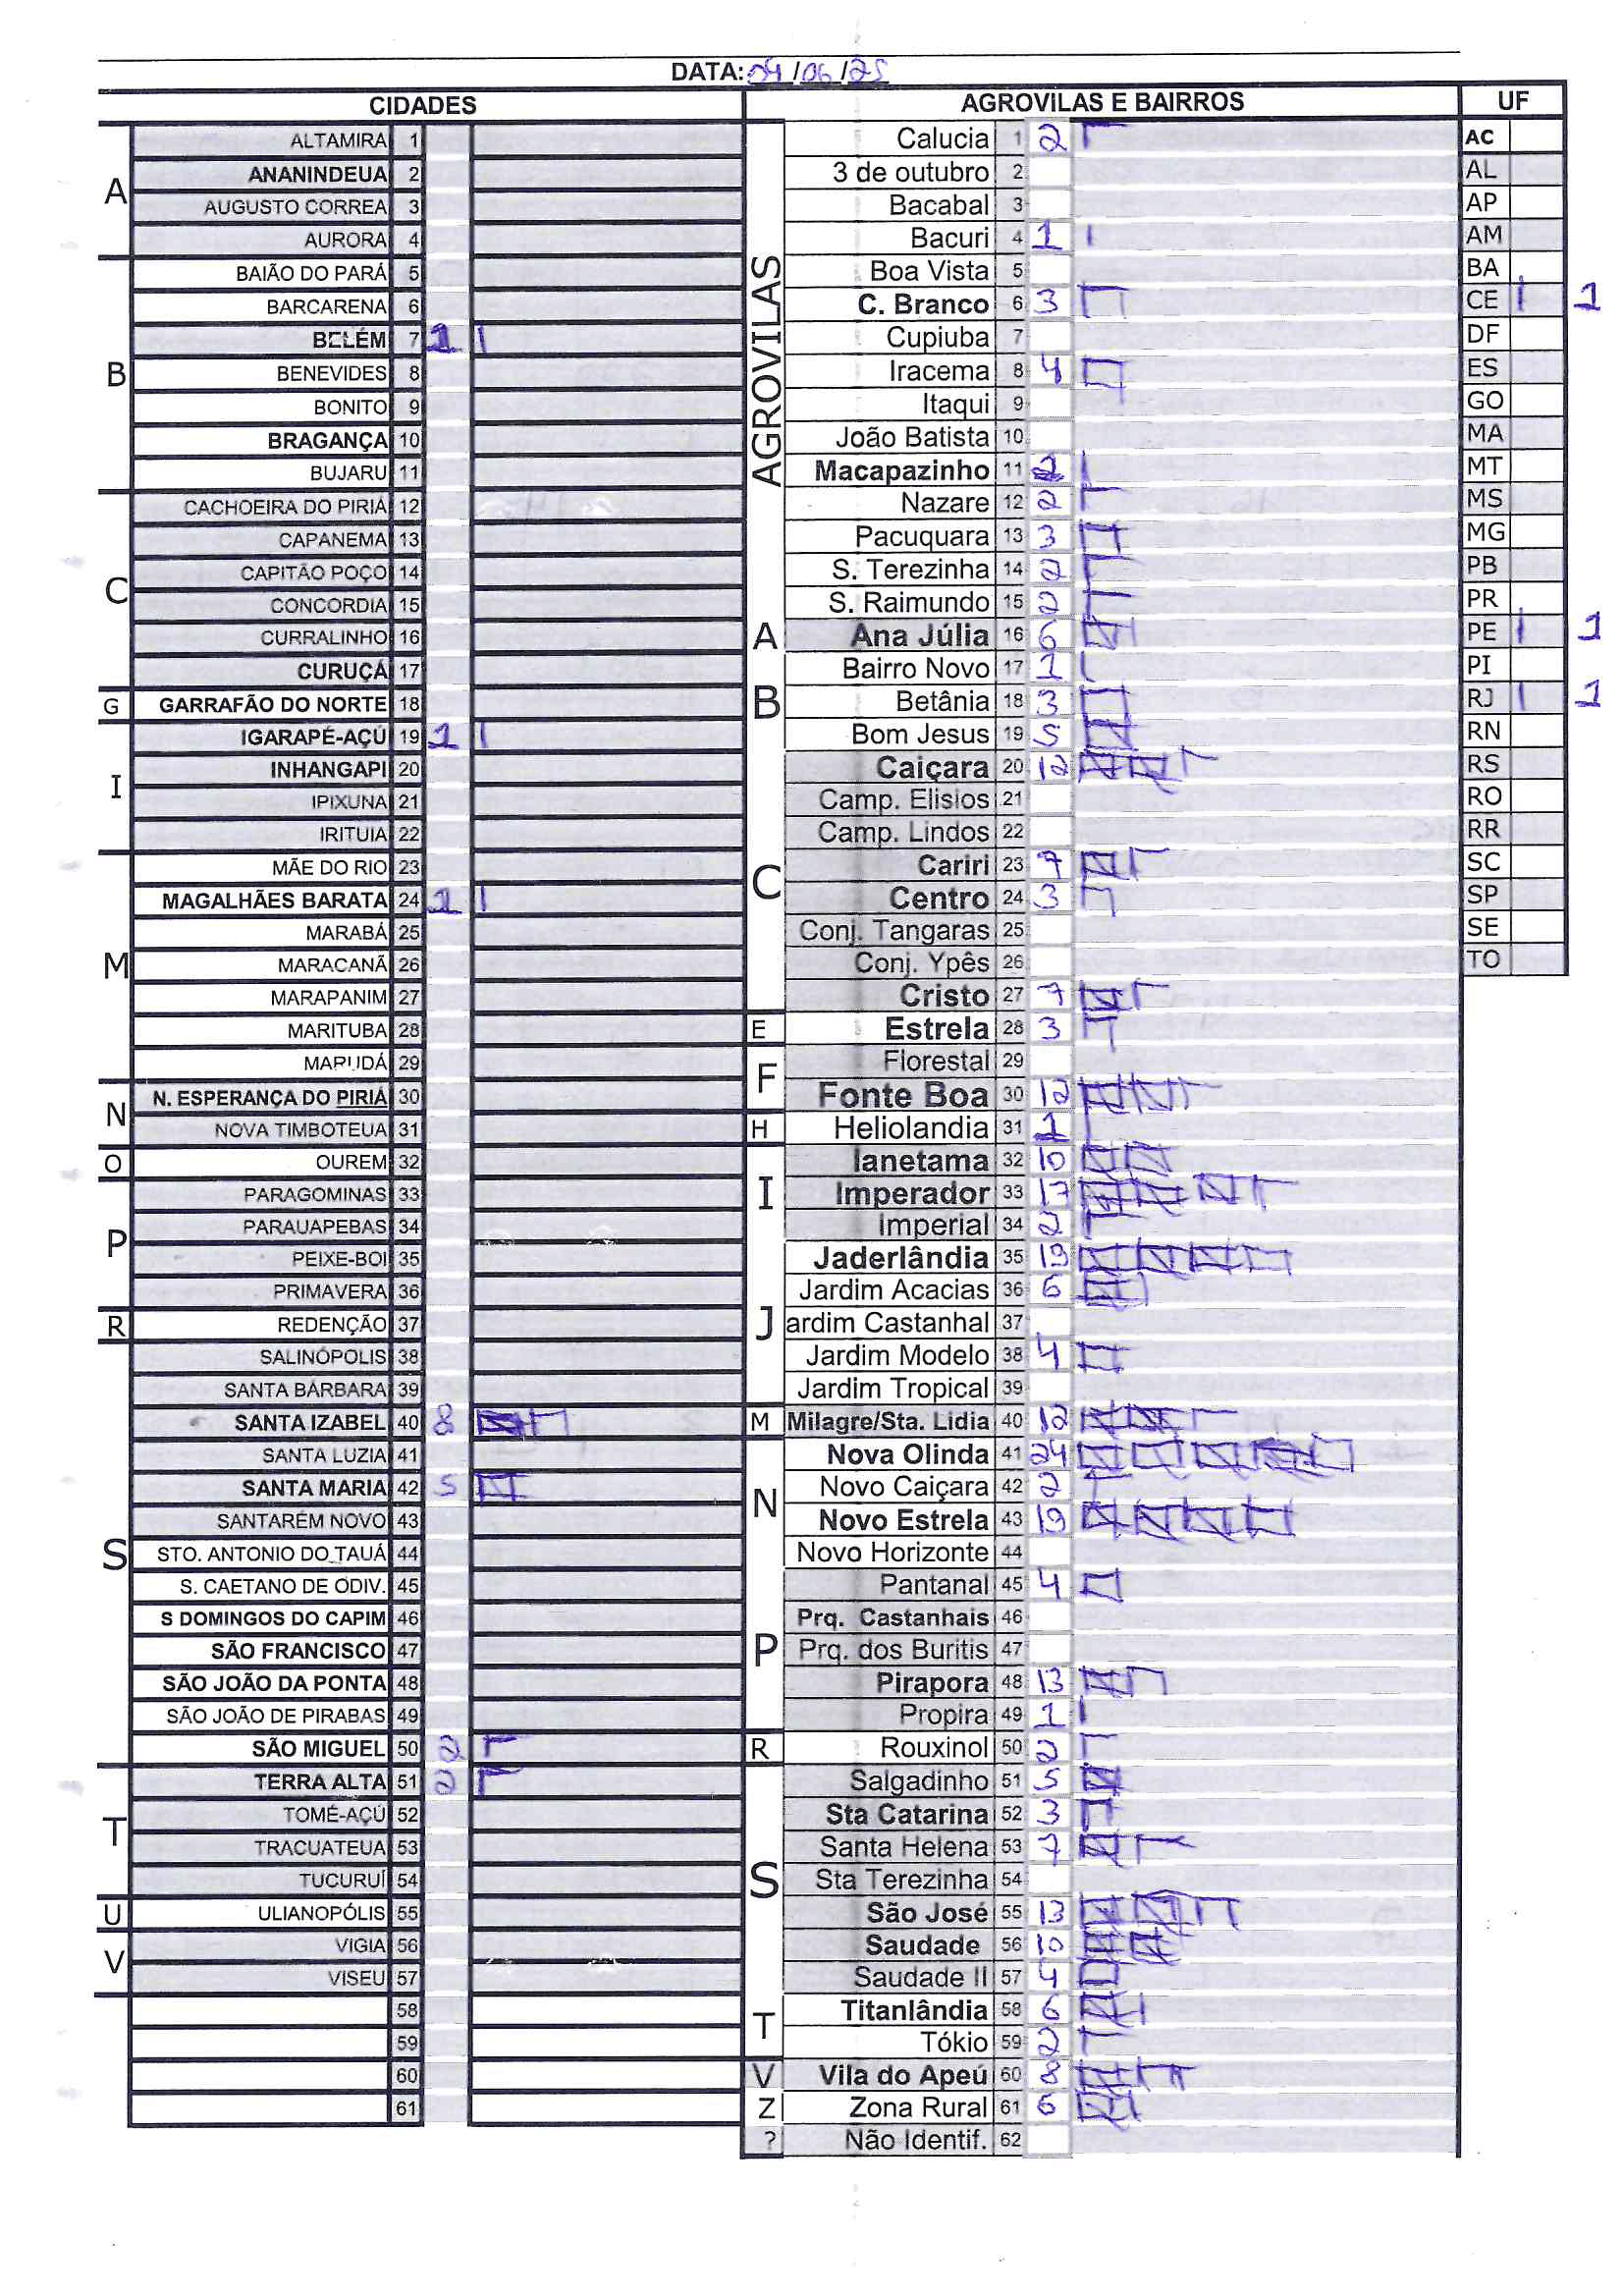 DATA: 04/06/25
CIDADES
A
ALTAMIRA 1
ANANINDEUA 2
AUGUSTO CORREA 3
AURORA 4
B
BAIÃO DO PARÁ 5
BARCARENA 6
BELÉM 7 1
BENEVIDES 8
BONITO 9
BRAGANÇA 10
BUJARU 11
C
CACHOEIRA DO PIRIÁ 12
CAPANEMA 13
CAPITÃO POÇO 14
CONCORDIA 15
CURRALINHO 16
CURUÇÁ 17
G
GARRAFÃO DO NORTE 18
I
IGARAPÉ-AÇÚ 19 1
INHANGAPI 20
IPIXUNA 21
IRITUIA 22
M
MÃE DO RIO 23
MAGALHÃES BARATA 24 1
MARABÁ 25
MARACANÃ 26
MARAPANIM 27
MARITUBA 28
MARUDÁ 29
N
N. ESPERANÇA DO PIRIÁ 30
NOVA TIMBOTEUA 31
O
OUREM 32
P
PARAGOMINAS 33
PARAUAPEBAS 34
PEIXE-BOI 35
PRIMAVERA 36
R
REDENÇÃO 37
S
SALINÓPOLIS 38
SANTA BÁRBARA 39
SANTA IZABEL 40 8
SANTA LUZIA 41
SANTA MARIA 42 5
SANTARÉM NOVO 43
STO. ANTONIO DO TAUÁ 44
S. CAETANO DE ODIV. 45
S DOMINGOS DO CAPIM 46
SÃO FRANCISCO 47
SÃO JOÃO DA PONTA 48
SÃO JOÃO DE PIRABAS 49
SÃO MIGUEL 50 2
T
TERRA ALTA 51 2
TOMÉ-AÇÚ 52
TRACUATEUA 53
TUCURUÍ 54
U
ULIANOPÓLIS 55
V
VIGIA 56
VISEU 57
58
59
60
61
AGROVILAS E BAIRROS
AGROVILAS
Calucia 1 2
3 de outubro 2
Bacabal 3
Bacuri 4 1
Boa Vista 5
C. Branco 6 3
Cupiuba 7
Iracema 8 4
Itaqui 9
João Batista 10
Macapazinho 11
Nazare 12 2
Pacuquara 13 3
S. Terezinha 14 2
S. Raimundo 15 2
A
Ana Júlia 16 6
B
Bairro Novo 17 1
Betânia 18 3
Bom Jesus 19 5
C
Caiçara 20 12
Camp. Elisios 21
Camp. Lindos 22
Cariri 23 7
Centro 24 3
Conj. Tangaras 25
Conj. Ypês 26
Cristo 27 7
E
Estrela 28 3
F
Florestal 29
Fonte Boa 30 12
H
Heliolandia 31 1
I
Ianetama 32 10
Imperador 33 17
Imperial 34 2
J
Jaderlândia 35 19
Jardim Acacias 36 6
ardim Castanhal 37
Jardim Modelo 38 4
Jardim Tropical 39
M
Milagre/Sta. Lidia 40 12
N
Nova Olinda 41 24
Novo Caiçara 42 2
Novo Estrela 43 19
Novo Horizonte 44
P
Pantanal 45 4
Prq. Castanhais 46
Prq. dos Buritis 47
Pirapora 48 13
Propira 49 1
R
Rouxinol 50 2
S
Salgadinho 51 5
Sta Catarina 52 3
Santa Helena 53 7
Sta Terezinha 54
São José 55 13
Saudade 56 10
Saudade II 57 4
T
Titanlândia 58 6
Tókio 59 2
V
Vila do Apeú 60 8
Z
Zona Rural 61 6
?
Não Identif. 62
UF
AC
AL
AP
AM
BA
CE 1
DF
ES
GO
MA
MT
MS
MG
PB
PR
PE 1
PI
RJ 1
RN
RS
RO
RR
SC
SP
SE
TO